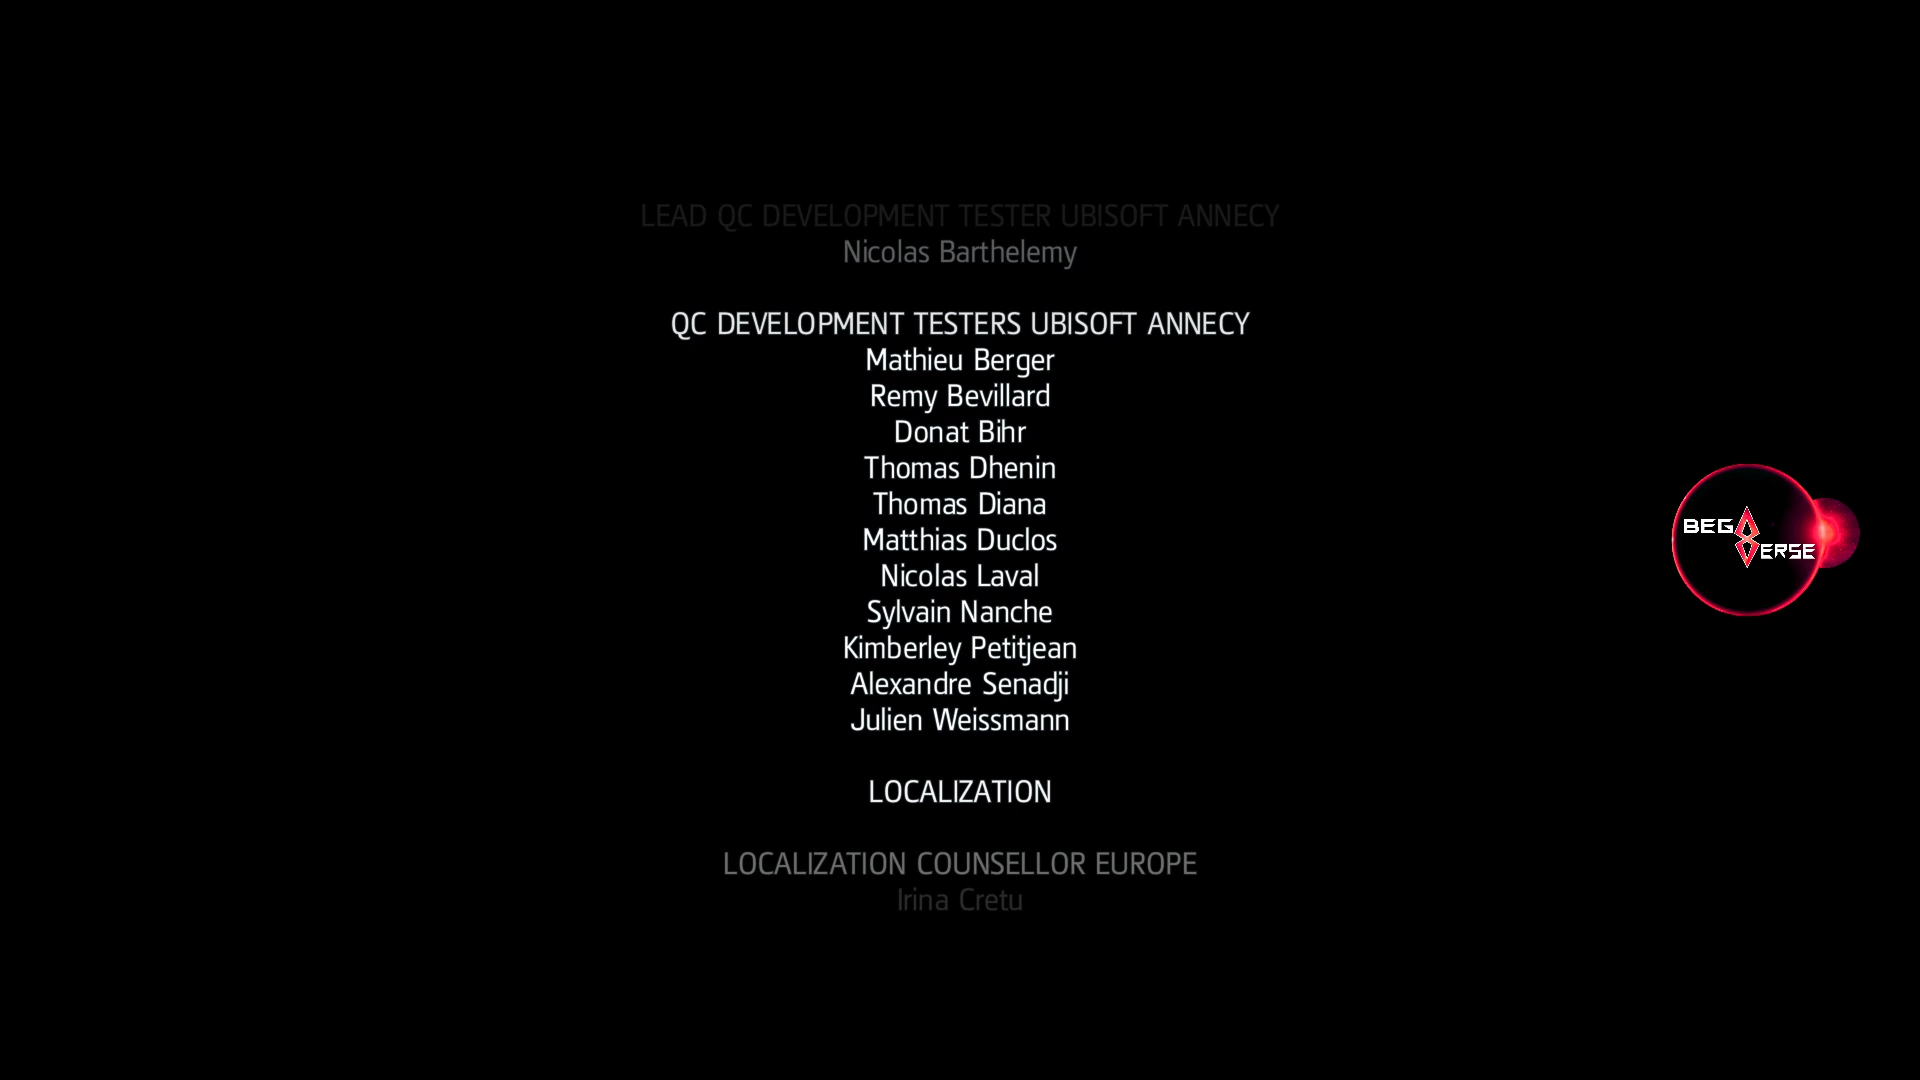 LEAD QC DEVELOPMENT TESTER UBISOFT ANNECY
Nicolas Barthelemy
QC DEVELOPMENT TESTERS UBISOFT ANNECY
Mathieu Berger
Remy Bevillard
Donat Bihr
Thomas Dhenin
Thomas Diana
Matthias Duclos
Nicolas Laval
Sylvain Nanche
Kimberley Petitjean
Alexandre Senadji
Julien Weissmann
LOCALIZATION
LOCALIZATION COUNSELLOR EUROPE
Irina Cretu
BEGA
VERSE